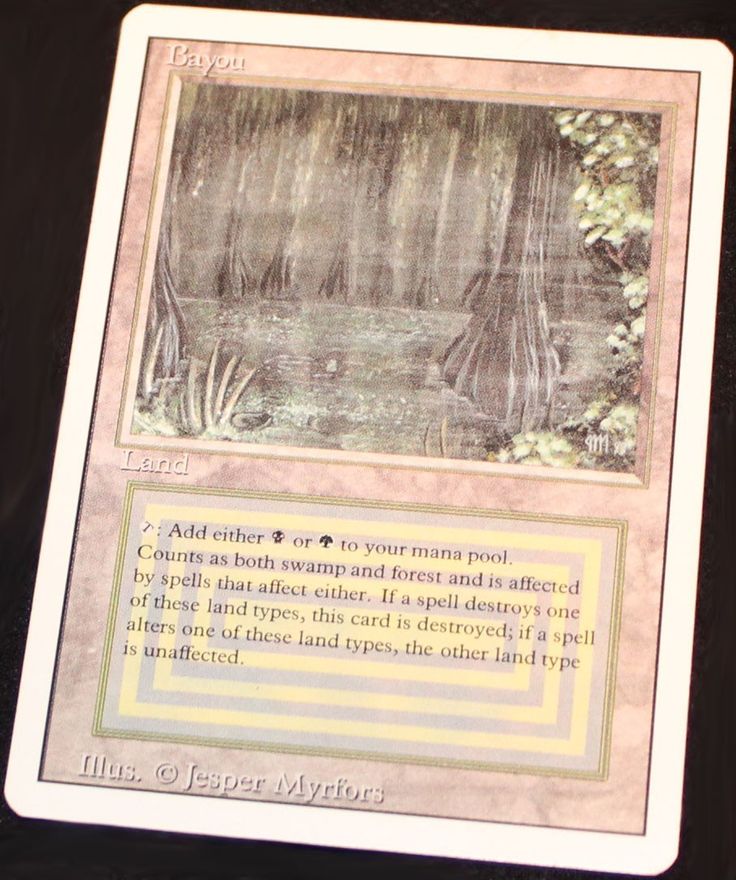 Bayou
JM
Land
: Add either or to your mana pool.
Counts as both swamp and forest and is affected
by spells that affect either. If a spell destroys one
of these land types, this card is destroyed; if a spell
alters one of these land types, the other land type
is unaffected.
Illus. © Jesper Myrfors